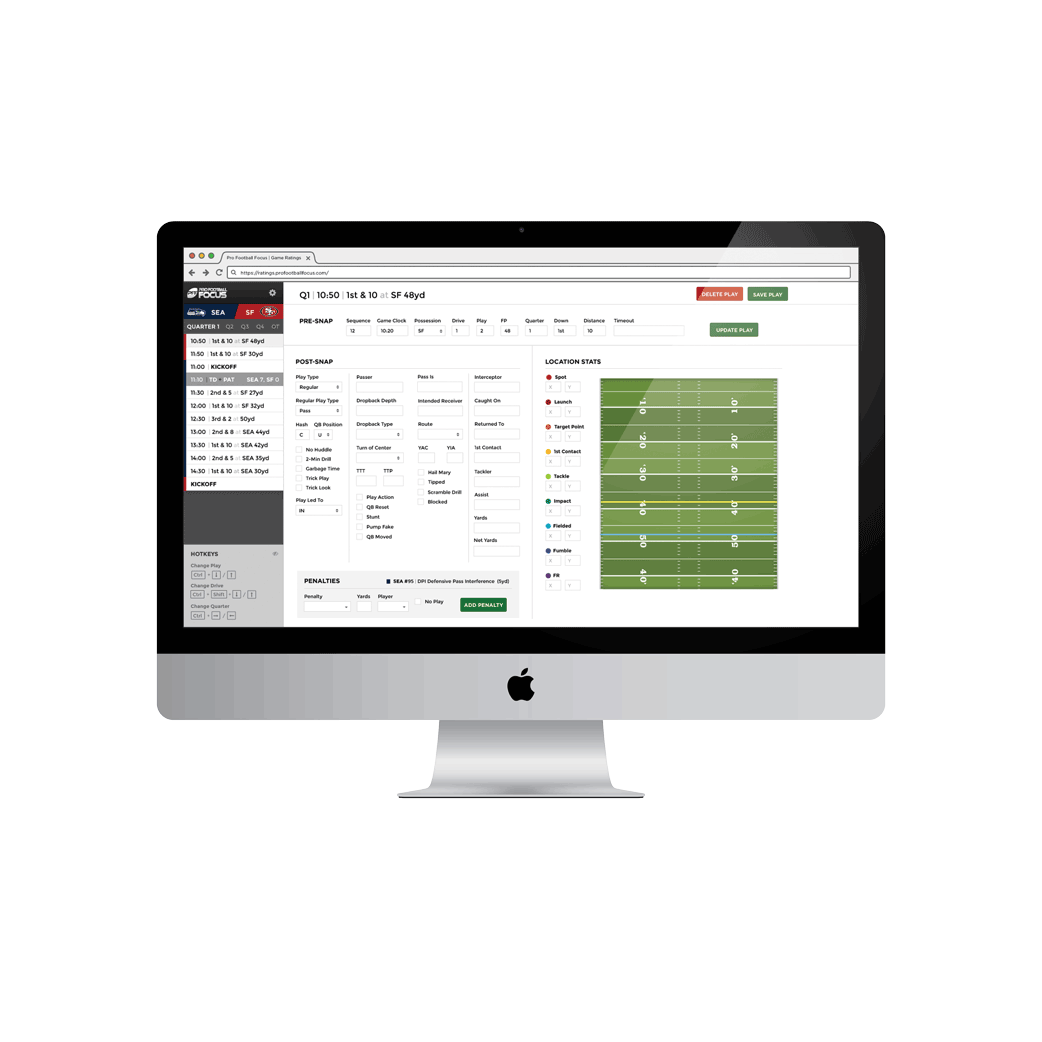 Pro Football Focus | Game Ratings
https://ratings.profootballfocus.com/
PRO FOOTBALL
FOCUS
SEA SF
QUARTER 1 Q2 Q3 Q4 OT
10:50 | 1st & 10 at SF 48yd
11:50 | 1st & 10 at SF 30yd
11:00 | KICKOFF
11:10 | TD • PAT SEA 7, SF 0
11:30 | 2nd & 5 at SF 27yd
12:00 | 1st & 10 at SF 32yd
12:30 | 3rd & 2 at 50yd
13:00 | 2nd & 8 at SEA 44yd
13:30 | 1st & 10 at SEA 42yd
14:00 | 2nd & 5 at SEA 35yd
14:30 | 1st & 10 at SEA 30yd
KICKOFF
HOTKEYS
Change Play
Ctrl + ↓ / ↑
Change Drive
Ctrl + Shift + ↓ / ↑
Change Quarter
Ctrl + → / ←
Q1 | 10:50 | 1st & 10 at SF 48yd
DELETE PLAY
SAVE PLAY
PRE-SNAP
Sequence Game Clock Possession Drive Play FP Quarter Down Distance Timeout
12 10:20 SF 1 2 48 1 1st 10
UPDATE PLAY
POST-SNAP
Play Type
Regular
Regular Play Type
Pass
Hash QB Position
C U
No Huddle
2-Min Drill
Garbage Time
Trick Play
Trick Look
Play Led To
IN
Passer
Dropback Depth
Dropback Type
Turn of Center
TTT TTP
Play Action
QB Reset
Stunt
Pump Fake
QB Moved
Pass Is
Intended Receiver
Route
YAC YIA
Hail Mary
Tipped
Scramble Drill
Blocked
Interceptor
Caught On
Returned To
1st Contact
Tackler
Assist
Yards
Net Yards
PENALTIES
SEA #95 | DPI Defensive Pass Interference (5yd)
Penalty Yards Player
No Play
ADD PENALTY
LOCATION STATS
Spot
X Y
Launch
X Y
Target Point
X Y
1st Contact
X Y
Tackle
X Y
Impact
X Y
Fielded
X Y
Fumble
X Y
FR
X Y
10 10
20 20
30 30
40 40
50 50
40 40